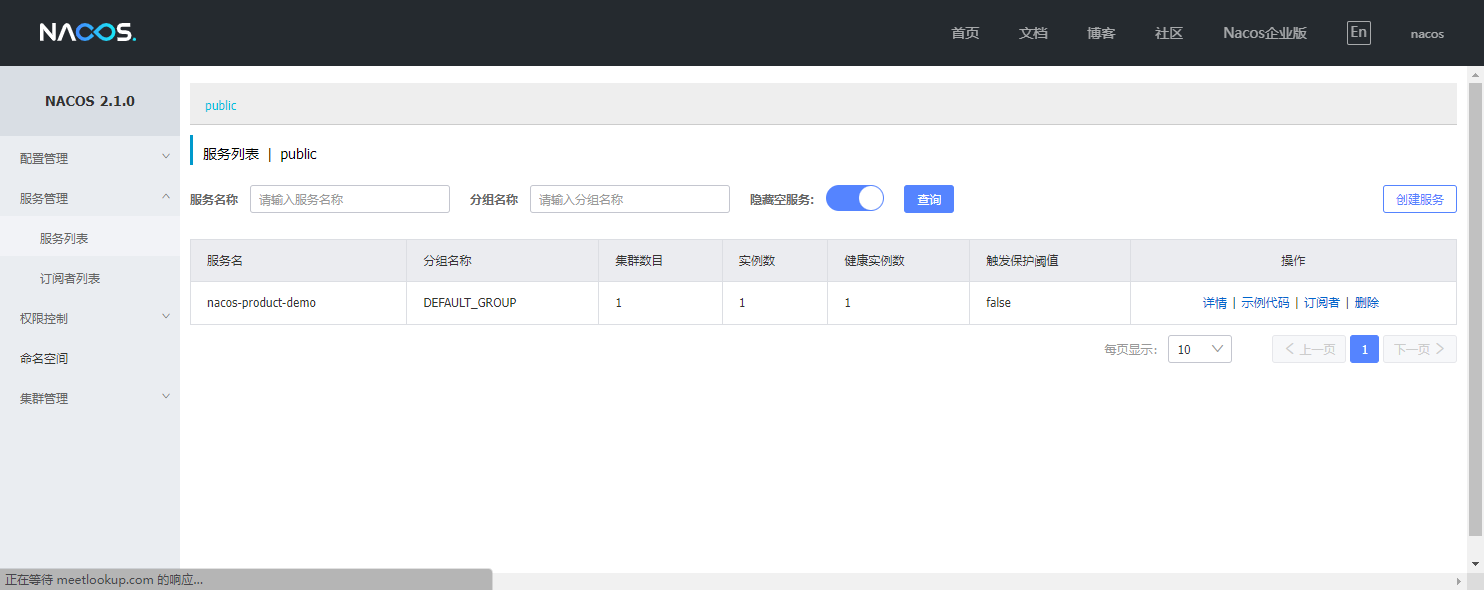 NACOS.
首页 文档 博客 社区 Nacos企业版 En nacos
NACOS 2.1.0
配置管理
服务管理
服务列表
订阅者列表
权限控制
命名空间
集群管理
public
服务列表 | public
服务名称 请输入服务名称 分组名称 请输入分组名称 隐藏空服务: 查询 创建服务
服务名 分组名称 集群数目 实例数 健康实例数 触发保护阈值 操作
nacos-product-demo DEFAULT_GROUP 1 1 1 false 详情 | 示例代码 | 订阅者 | 删除
每页显示: 10 上一页 1 下一页
正在等待 meetlookup.com 的响应...